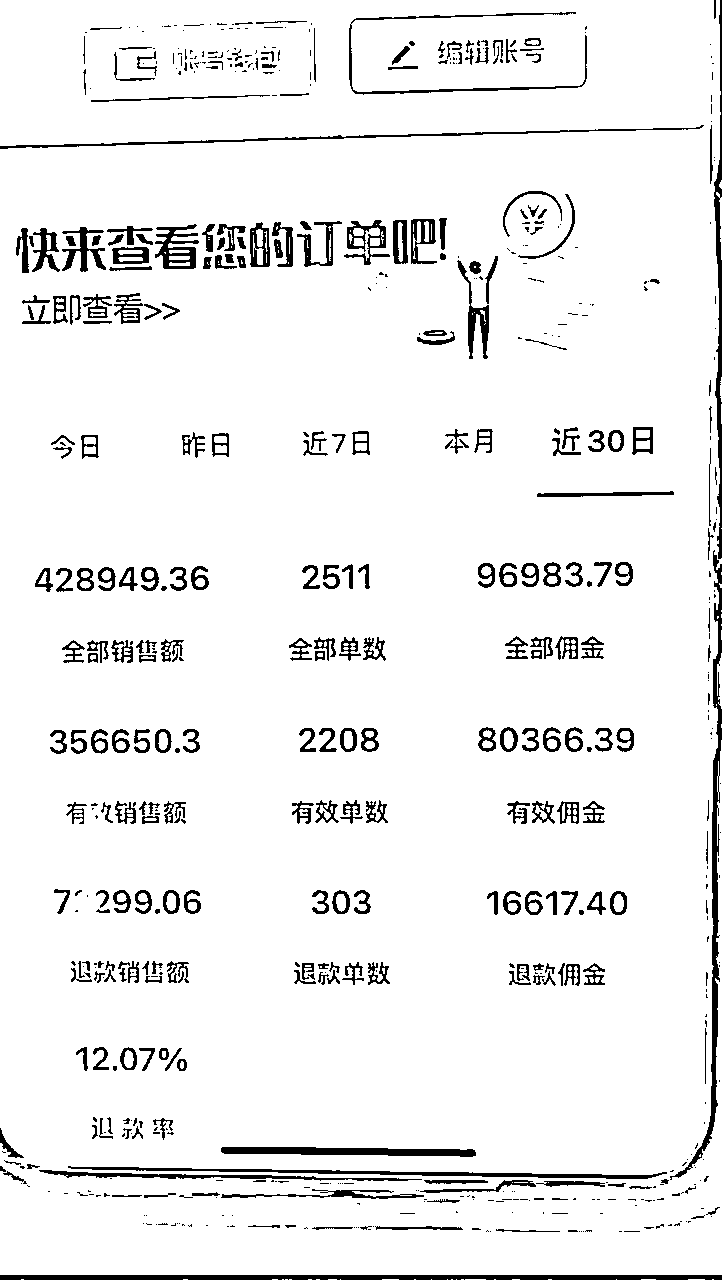 账号钱包 编辑账号
快来查看您的订单吧!
立即查看>>
今日 昨日 近7日 本月 近30日
428949.36 2511 96983.79
全部销售额 全部单数 全部佣金
356650.3 2208 80366.39
有效销售额 有效单数 有效佣金
72299.06 303 16617.40
退款销售额 退款单数 退款佣金
12.07%
退款率